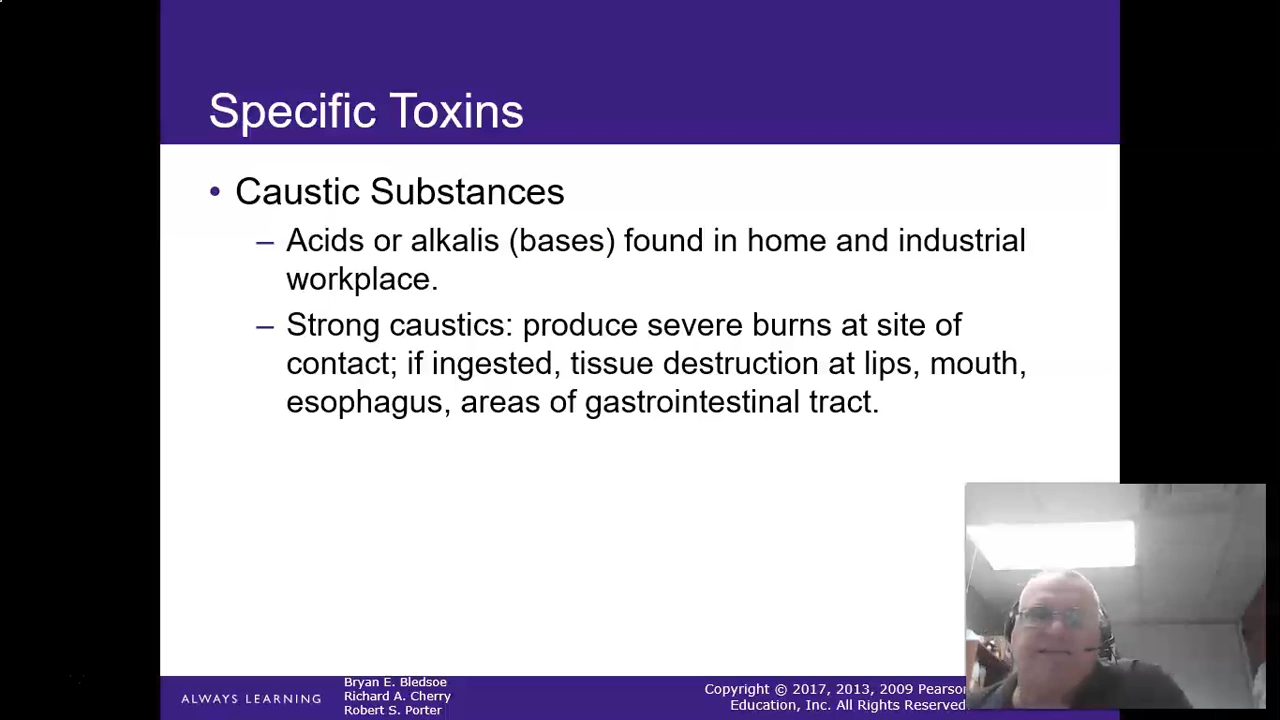 Specific Toxins
• Caustic Substances
– Acids or alkalis (bases) found in home and industrial
workplace.
– Strong caustics: produce severe burns at site of
contact; if ingested, tissue destruction at lips, mouth,
esophagus, areas of gastrointestinal tract.
ALWAYS LEARNING
Bryan E. Bledsoe
Richard A. Cherry
Robert S. Porter
Copyright © 2017, 2013, 2009 Pearson
Education, Inc. All Rights Reserved.